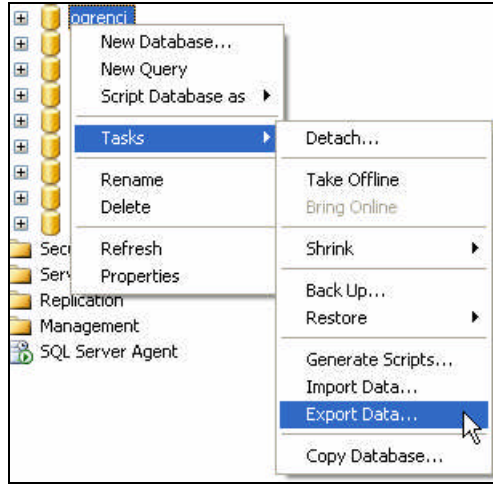 ogrenci
New Database...
New Query
Script Database as
Tasks
Rename
Delete
Refresh
Properties
Detach...
Take Offline
Bring Online
Shrink
Back Up...
Restore
Generate Scripts...
Import Data...
Export Data...
Copy Database...
Replication
Management
SQL Server Agent